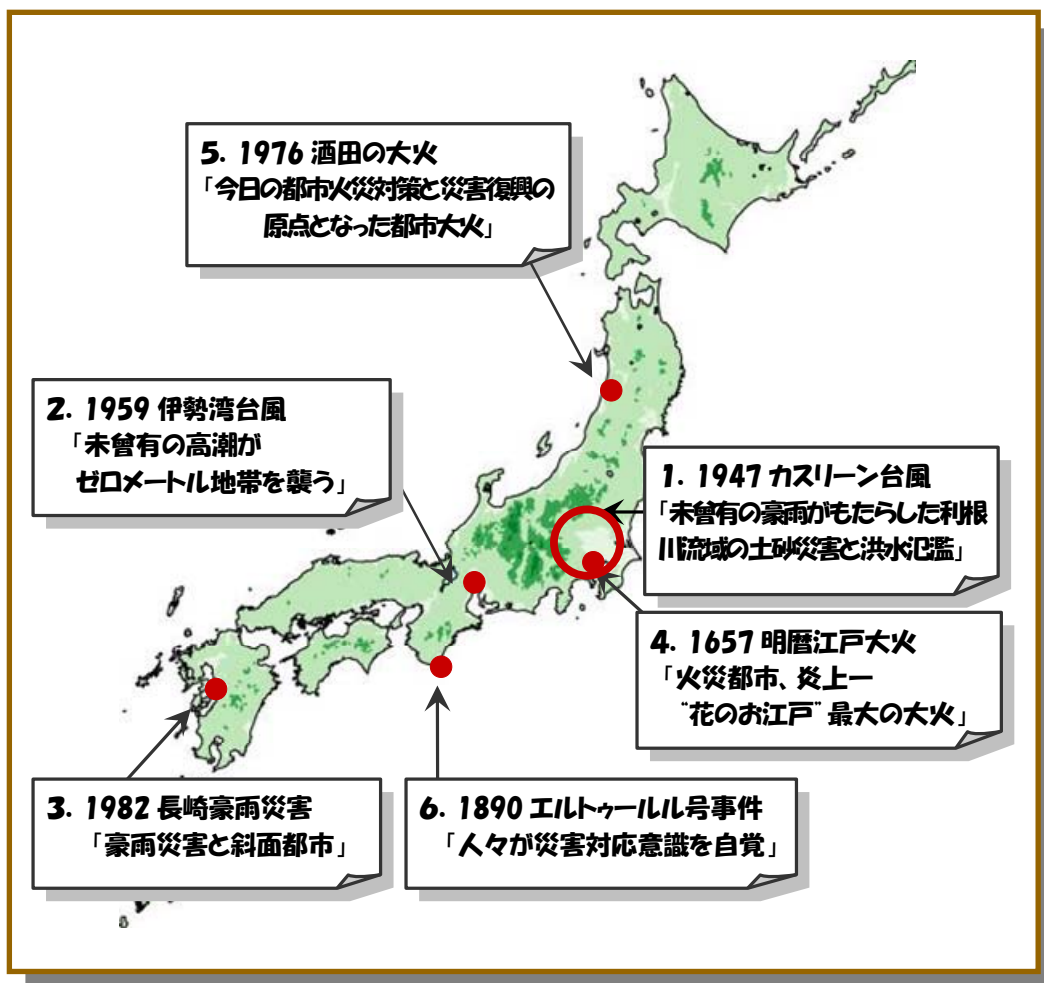 5. 1976 酒田の大火
「今日の都市火災対策と災害復興の
原点となった都市大火」
2. 1959 伊勢湾台風
「未曾有の高潮が
ゼロメートル地帯を襲う」
1. 1947 カスリーン台風
「未曾有の豪雨がもたらした利根
川流域の土砂災害と洪水氾濫」
4. 1657 明暦江戸大火
「火災都市、炎上―
“花のお江戸”最大の大火」
3. 1982 長崎豪雨災害
「豪雨災害と斜面都市」
6. 1890 エルトゥールルル号事件
「人々が災害対応意識を自覚」